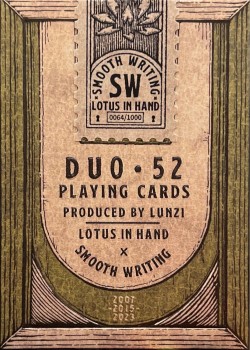 SMOOTH WRITING
SW
LOTUS IN HAND
0064/1000
DUO · 52
PLAYING CARDS
PRODUCED BY LUNZI
LOTUS IN HAND
x
SMOOTH WRITING
2007
-2015-
2023